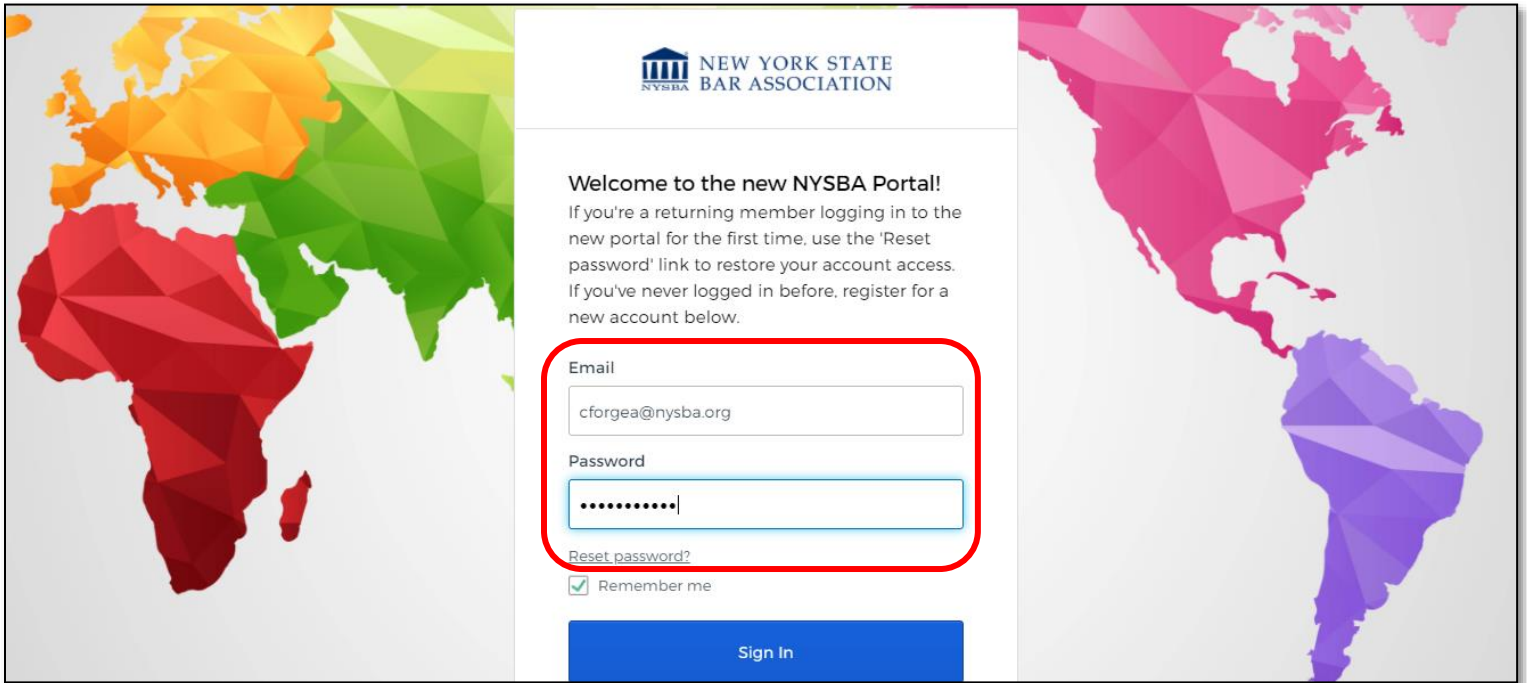 NEW YORK STATE
NYSBA BAR ASSOCIATION
Welcome to the new NYSBA Portal!
If you're a returning member logging in to the
new portal for the first time, use the 'Reset
password' link to restore your account access.
If you've never logged in before, register for a
new account below.
Email
cforgea@nysba.org
Password
•••••••••••
Reset password?
Remember me
Sign In